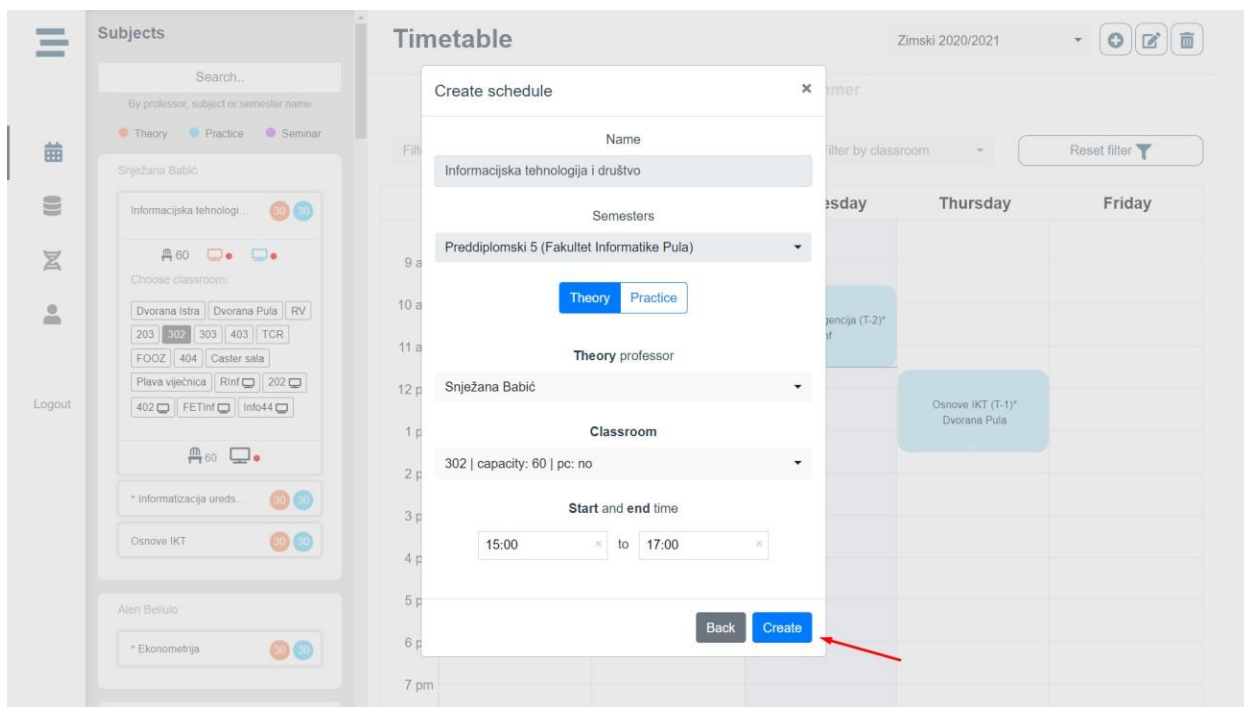 Subjects
Search..
By professor, subject or semester name
Theory
Practice
Seminar
Snježana Babić
Informacijska tehnologi...
30
30
60
Choose classroom:
Dvorana Istra
Dvorana Pula
RV
203
302
303
403
TCR
FOOZ
404
Caster sala
Plava vijećnica
RInf
202
402
FETInf
Info44
60
* Informatizacija ureds...
30
30
Osnove IKT
30
30
Alen Bellulo
* Ekonometrija
30
30
Logout
Timetable
Zimski 2020/2021
Filter by classroom
Reset filter
Thursday
Friday
9 a
10 a
11 a
12 p
1 p
2 p
3 p
4 p
5 p
6 p
7 pm
gencija (T-2)*
nf
Osnove IKT (T-1)*
Dvorana Pula
Create schedule
×
Name
Informacijska tehnologija i društvo
Semesters
Preddiplomski 5 (Fakultet Informatike Pula)
Theory
Practice
Theory professor
Snježana Babić
Classroom
302 | capacity: 60 | pc: no
Start and end time
15:00 ×
to
17:00 ×
Back
Create